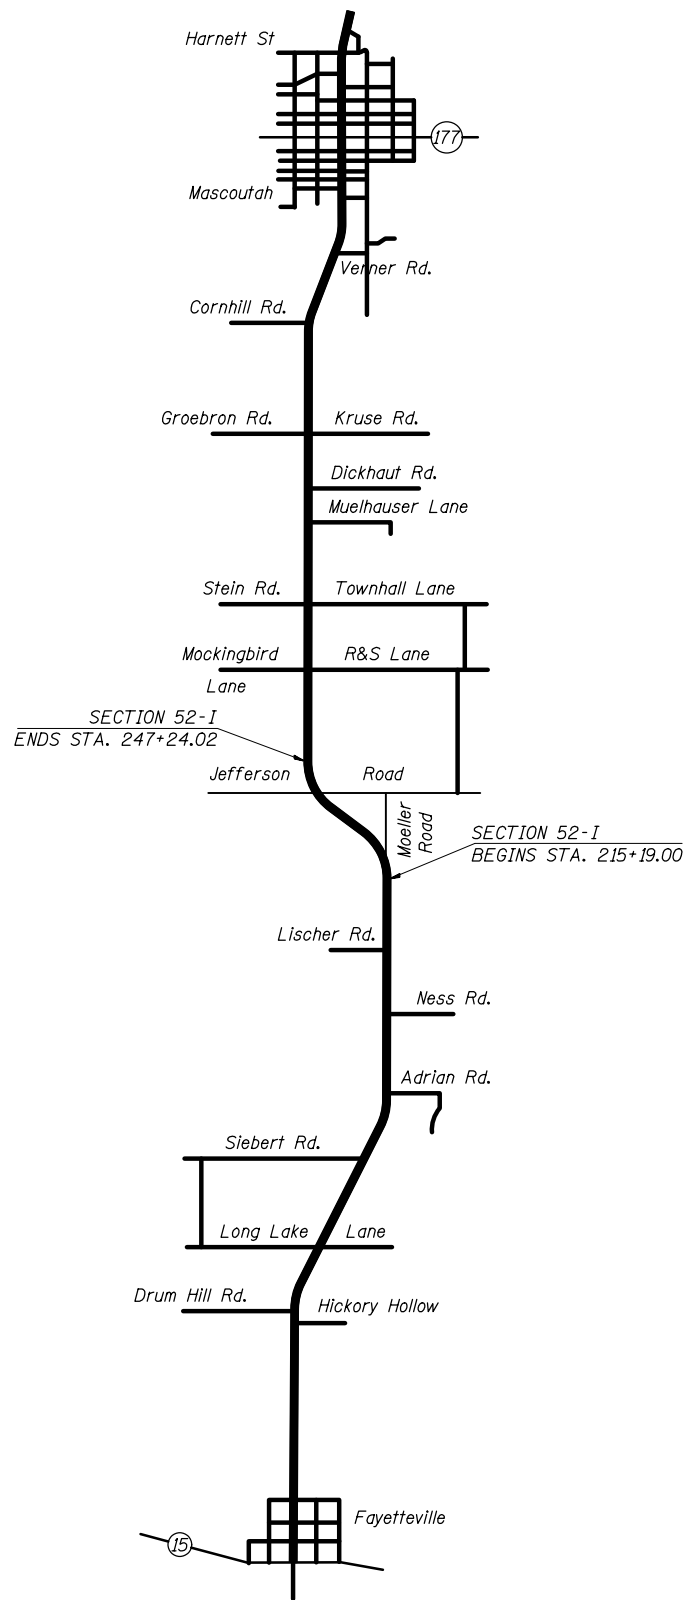 Harnett St
177
Mascoutah
Verner Rd.
Cornhill Rd.
Groebron Rd.
Kruse Rd.
Dickhaut Rd.
Muelhauser Lane
Stein Rd.
Townhall Lane
Mockingbird
Lane
R&S Lane
SECTION 52-I
ENDS STA. 247+24.02
Jefferson
Road
Moeller
Road
SECTION 52-I
BEGINS STA. 215+19.00
Lischer Rd.
Ness Rd.
Adrian Rd.
Siebert Rd.
Long Lake
Lane
Drum Hill Rd.
Hickory Hollow
Fayetteville
15